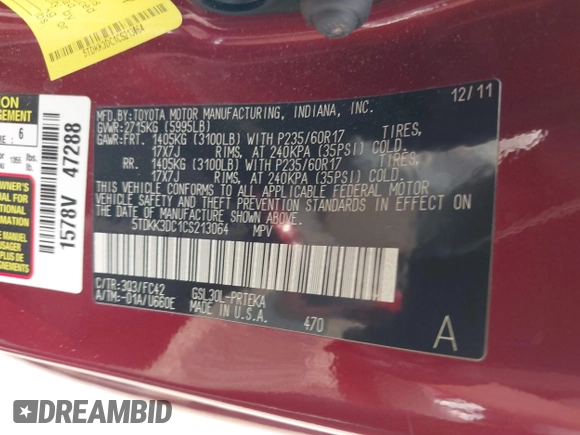 5TDKK3DC1CS213064
12/11
MFD.BY:TOYOTA MOTOR MANUFACTURING, INDIANA, INC.
GVWR:2715KG (5995LB)
GAWR:FRT. 1405KG (3100LB) WITH P235/60R17 TIRES,
17X7J RIMS, AT 240KPA (35PSI) COLD.
RR. 1405KG (3100LB) WITH P235/60R17 TIRES,
17X7J RIMS, AT 240KPA (35PSI) COLD.
THIS VEHICLE CONFORMS TO ALL APPLICABLE FEDERAL MOTOR
VEHICLE SAFETY AND THEFT PREVENTION STANDARDS IN EFFECT ON
THE DATE OF MANUFACTURE SHOWN ABOVE.
5TDKK3DC1CS213064 MPV
C/TR:3Q3/FC42 GSL30L-PRTEKA
A/TM:-01A/U660E MADE IN U.S.A.
470
A
6
1578V 47288
DREAMBID